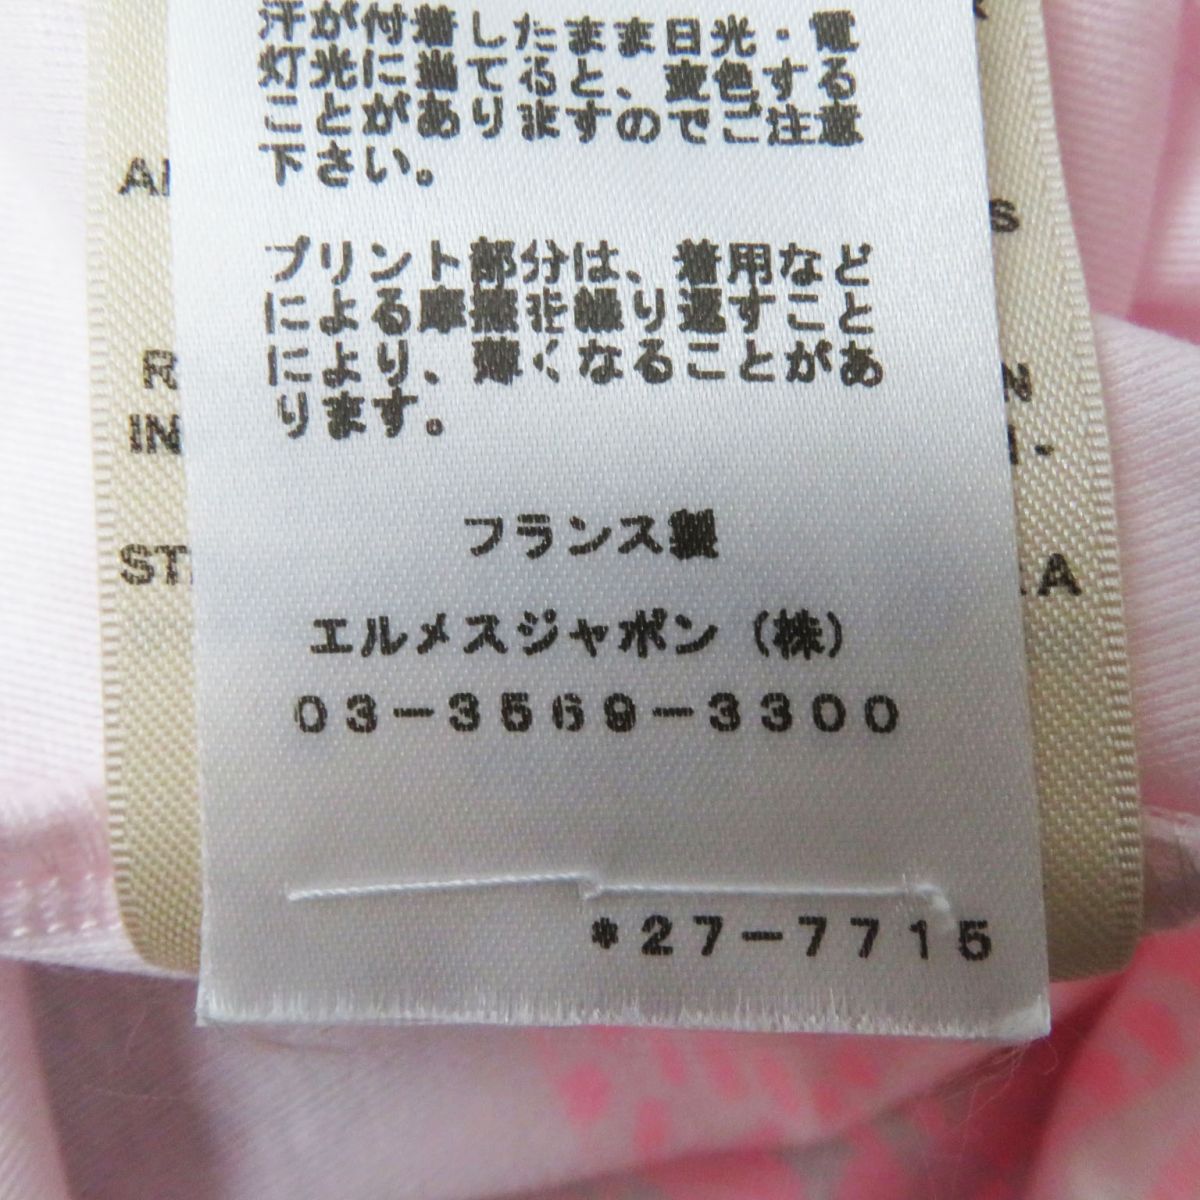 汗が付着したまま日光・電
灯光に当てると、変色する
ことがありますのでご注意
下さい。
プリント部分は、着用など
による摩擦を繰り返すこと
により、薄くなることがあ
ります。
フランス製
エルメスジャポン（株）
03-3569-3300
*27-7715